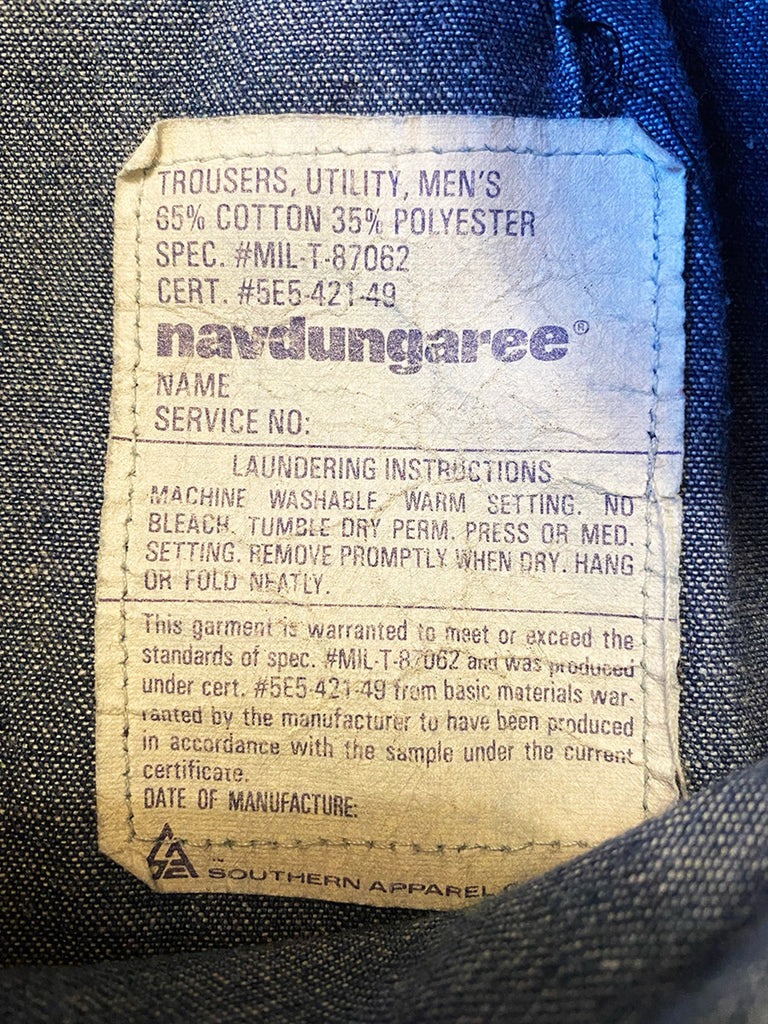 TROUSERS, UTILITY, MEN'S
65% COTTON 35% POLYESTER
SPEC. #MIL-T-87062
CERT. #5E5-421-49
navdungaree®
NAME
SERVICE NO:
LAUNDERING INSTRUCTIONS
MACHINE WASHABLE, WARM SETTING. NO
BLEACH. TUMBLE DRY PERM. PRESS OR MED.
SETTING. REMOVE PROMPTLY WHEN DRY. HANG
OR FOLD NEATLY.
This garment is warranted to meet or exceed the
standards of spec. #MIL-T-87062 and was produced
under cert. #5E5-421-49 from basic materials war-
ranted by the manufacturer to have been produced
in accordance with the sample under the current
certificate.
DATE OF MANUFACTURE:
SOUTHERN APPAREL